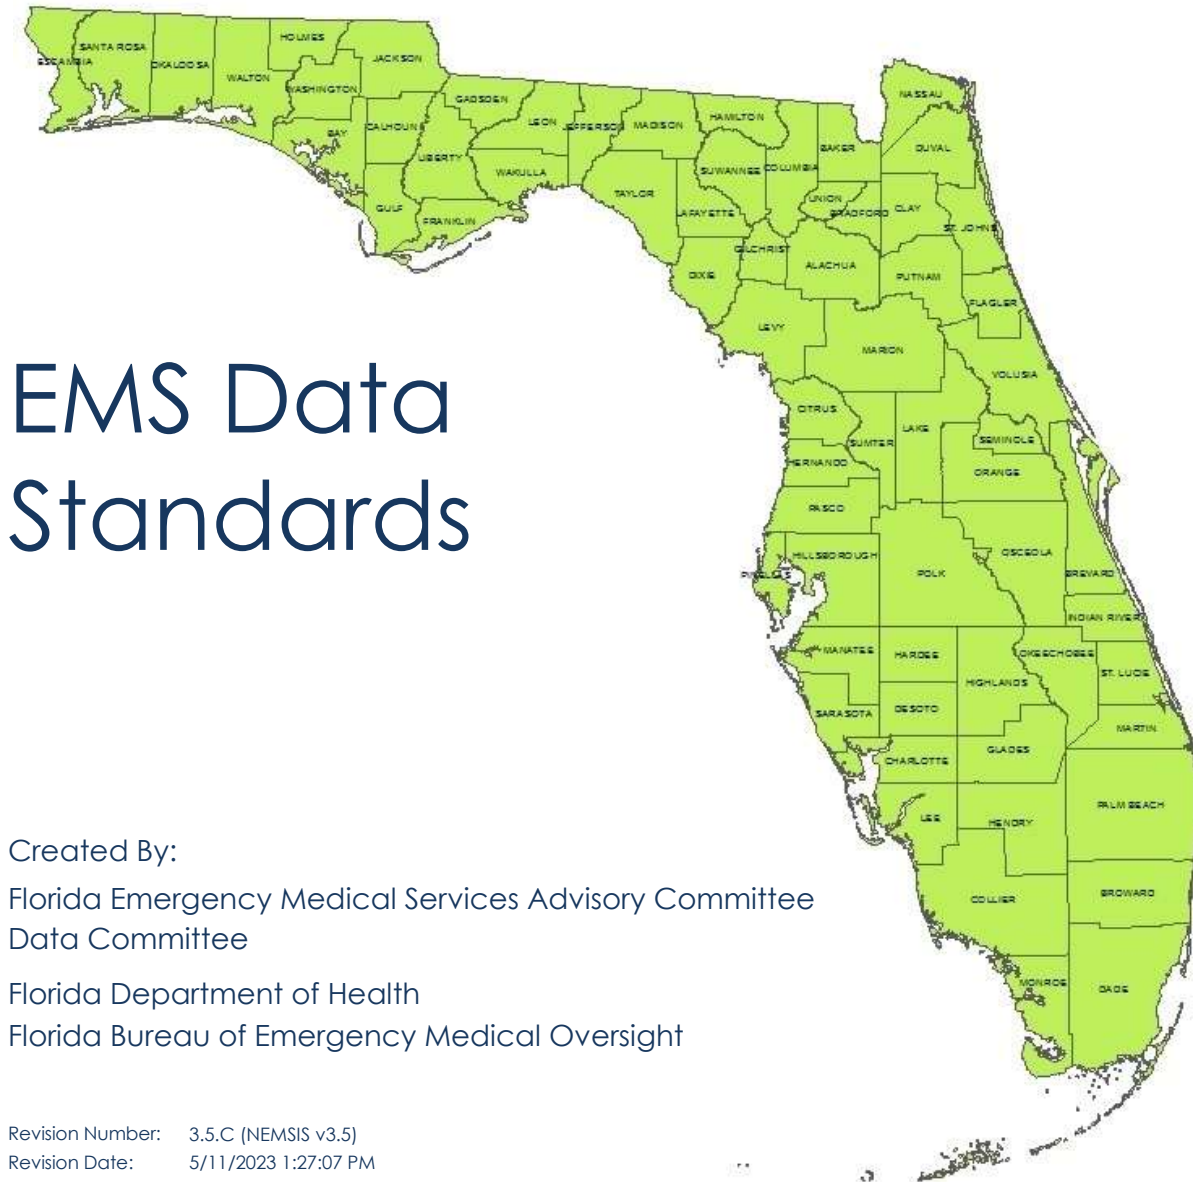 HOLMES
SANTA ROSA
ESCAMBIA
OKALOOSA
JACKSON
WALTON
WASHINGTON
NASSAU
GADSDEN
HAMILTON
LEON
JEFFERSON
MADISON
BAY
CALHOUN
BAKER
DUVAL
LIBERTY
WAKULLA
SUWANNEE
COLUMBIA
TAYLOR
UNION
LAFAYETTE
BRADFORD
CLAY
GULF
FRANKLIN
ST. JOHNS
GILCHRIST
ALACHUA
DIXIE
PUTNAM
FLAGLER
LEVY
MARION
VOLUSIA
EMS Data
Standards
CITRUS
LAKE
SUMTER
SEMINOLE
HERNANDO
ORANGE
PASCO
HILLSBOROUGH
OSCEOLA
PINELLAS
POLK
BREVARD
INDIAN RIVER
MANATEE
HARDEE
OKEECHOBEE
ST. LUCIE
HIGHLANDS
SARASOTA
DESOTO
MARTIN
GLADES
CHARLOTTE
PALM BEACH
LEE
HENDRY
BROWARD
COLLIER
MONROE
DADE
Created By:
Florida Emergency Medical Services Advisory Committee
Data Committee
Florida Department of Health
Florida Bureau of Emergency Medical Oversight
Revision Number: 3.5.C (NEMSIS v3.5)
Revision Date: 5/11/2023 1:27:07 PM